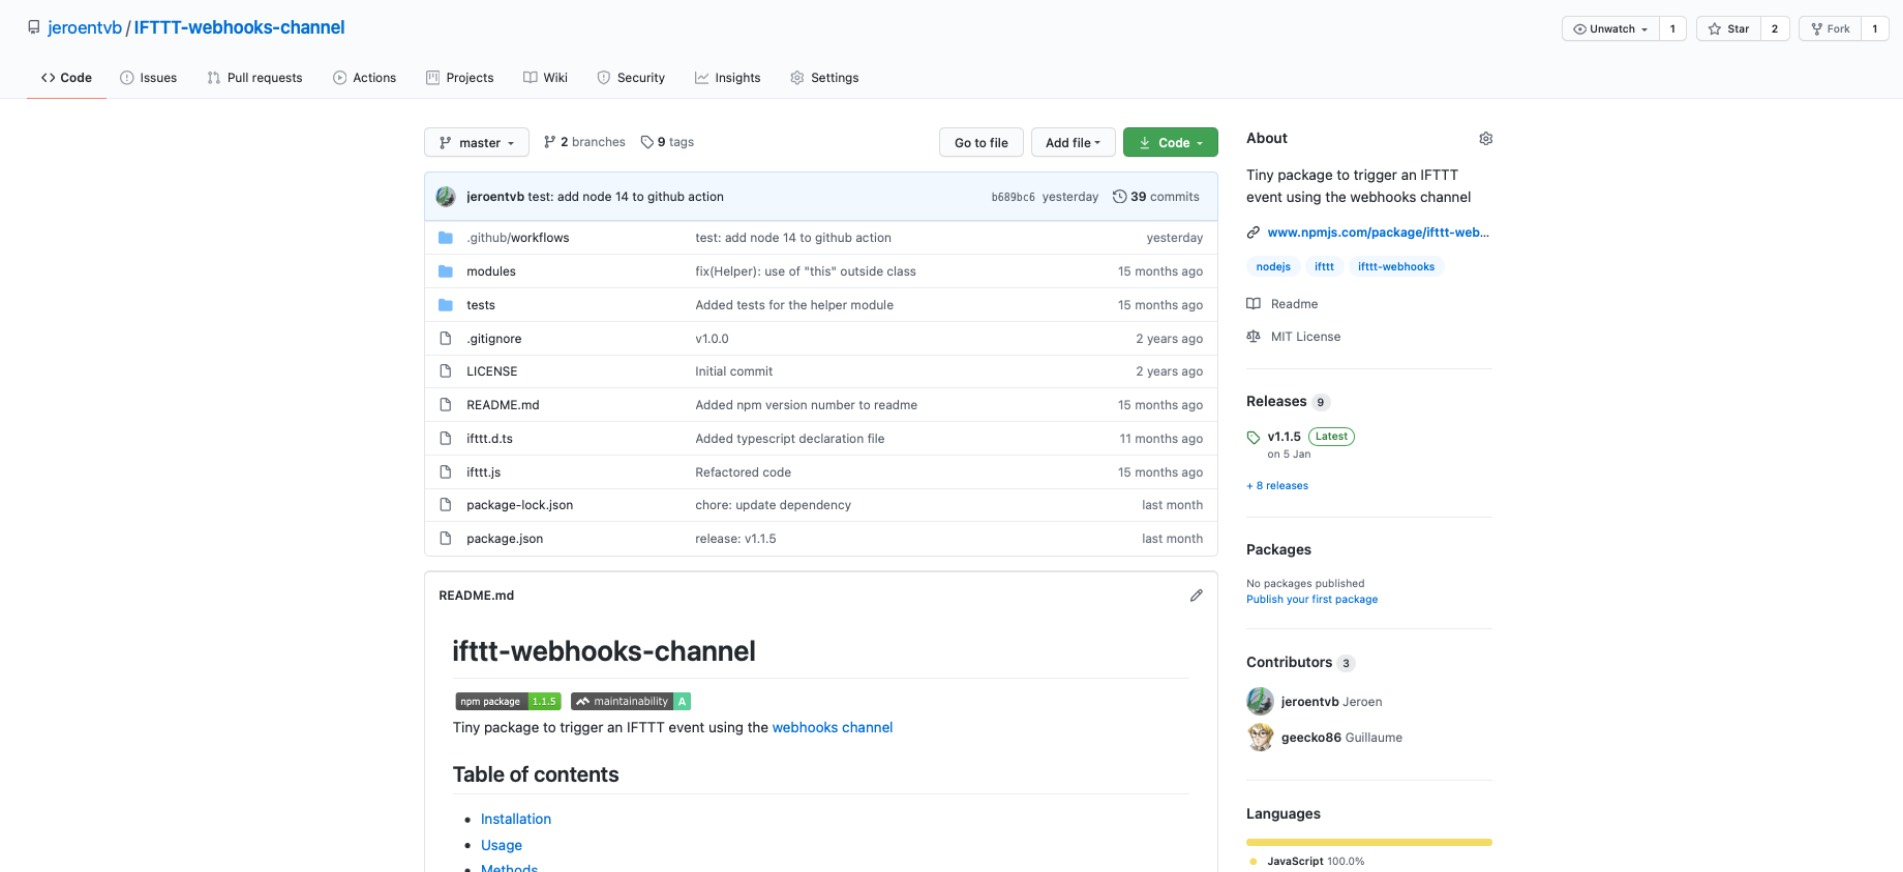 jeroentvb / IFTTT-webhooks-channel
Unwatch 1 Star 2 Fork 1
Code Issues Pull requests Actions Projects Wiki Security Insights Settings
master 2 branches 9 tags Go to file Add file Code
jeroentvb test: add node 14 to github action b689bc6 yesterday 39 commits
.github/workflows test: add node 14 to github action yesterday
modules fix(Helper): use of "this" outside class 15 months ago
tests Added tests for the helper module 15 months ago
.gitignore v1.0.0 2 years ago
LICENSE Initial commit 2 years ago
README.md Added npm version number to readme 15 months ago
ifttt.d.ts Added typescript declaration file 11 months ago
ifttt.js Refactored code 15 months ago
package-lock.json chore: update dependency last month
package.json release: v1.1.5 last month
README.md
ifttt-webhooks-channel
npm package 1.1.5 maintainability A
Tiny package to trigger an IFTTT event using the webhooks channel
Table of contents
Installation
Usage
Methods
About
Tiny package to trigger an IFTTT
event using the webhooks channel
www.npmjs.com/package/ifttt-web...
nodejs ifttt ifttt-webhooks
Readme
MIT License
Releases 9
v1.1.5 Latest
on 5 Jan
+ 8 releases
Packages
No packages published
Publish your first package
Contributors 3
jeroentvb Jeroen
geecko86 Guillaume
Languages
JavaScript 100.0%